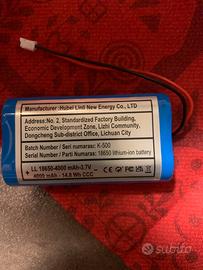 Manufacturer: Hubei Linli New Energy Co., LTD
Address: No. 2, Standardized Factory Building,
Economic Development Zone, Lizhi Community,
Dongcheng Sub-district Office, Lichuan City
Batch Number / Seri numarası: K-500
Serial Number / Parti Numarası: 18650 lithium-ion battery
LL 18650-4000 mAh-3.7V
4000 mAh - 14.8 Wh CCC
Subito